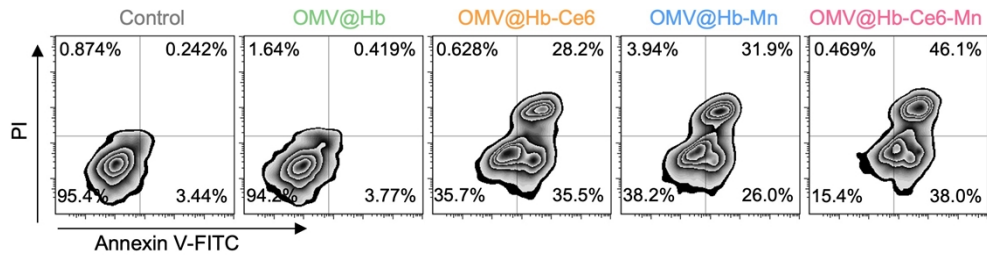 Control OMV@Hb OMV@Hb-Ce6 OMV@Hb-Mn OMV@Hb-Ce6-Mn
0.874% 0.242% 1.64% 0.419% 0.628% 28.2% 3.94% 31.9% 0.469% 46.1%
PI
95.4% 3.44% 94.2% 3.77% 35.7% 35.5% 38.2% 26.0% 15.4% 38.0%
Annexin V-FITC